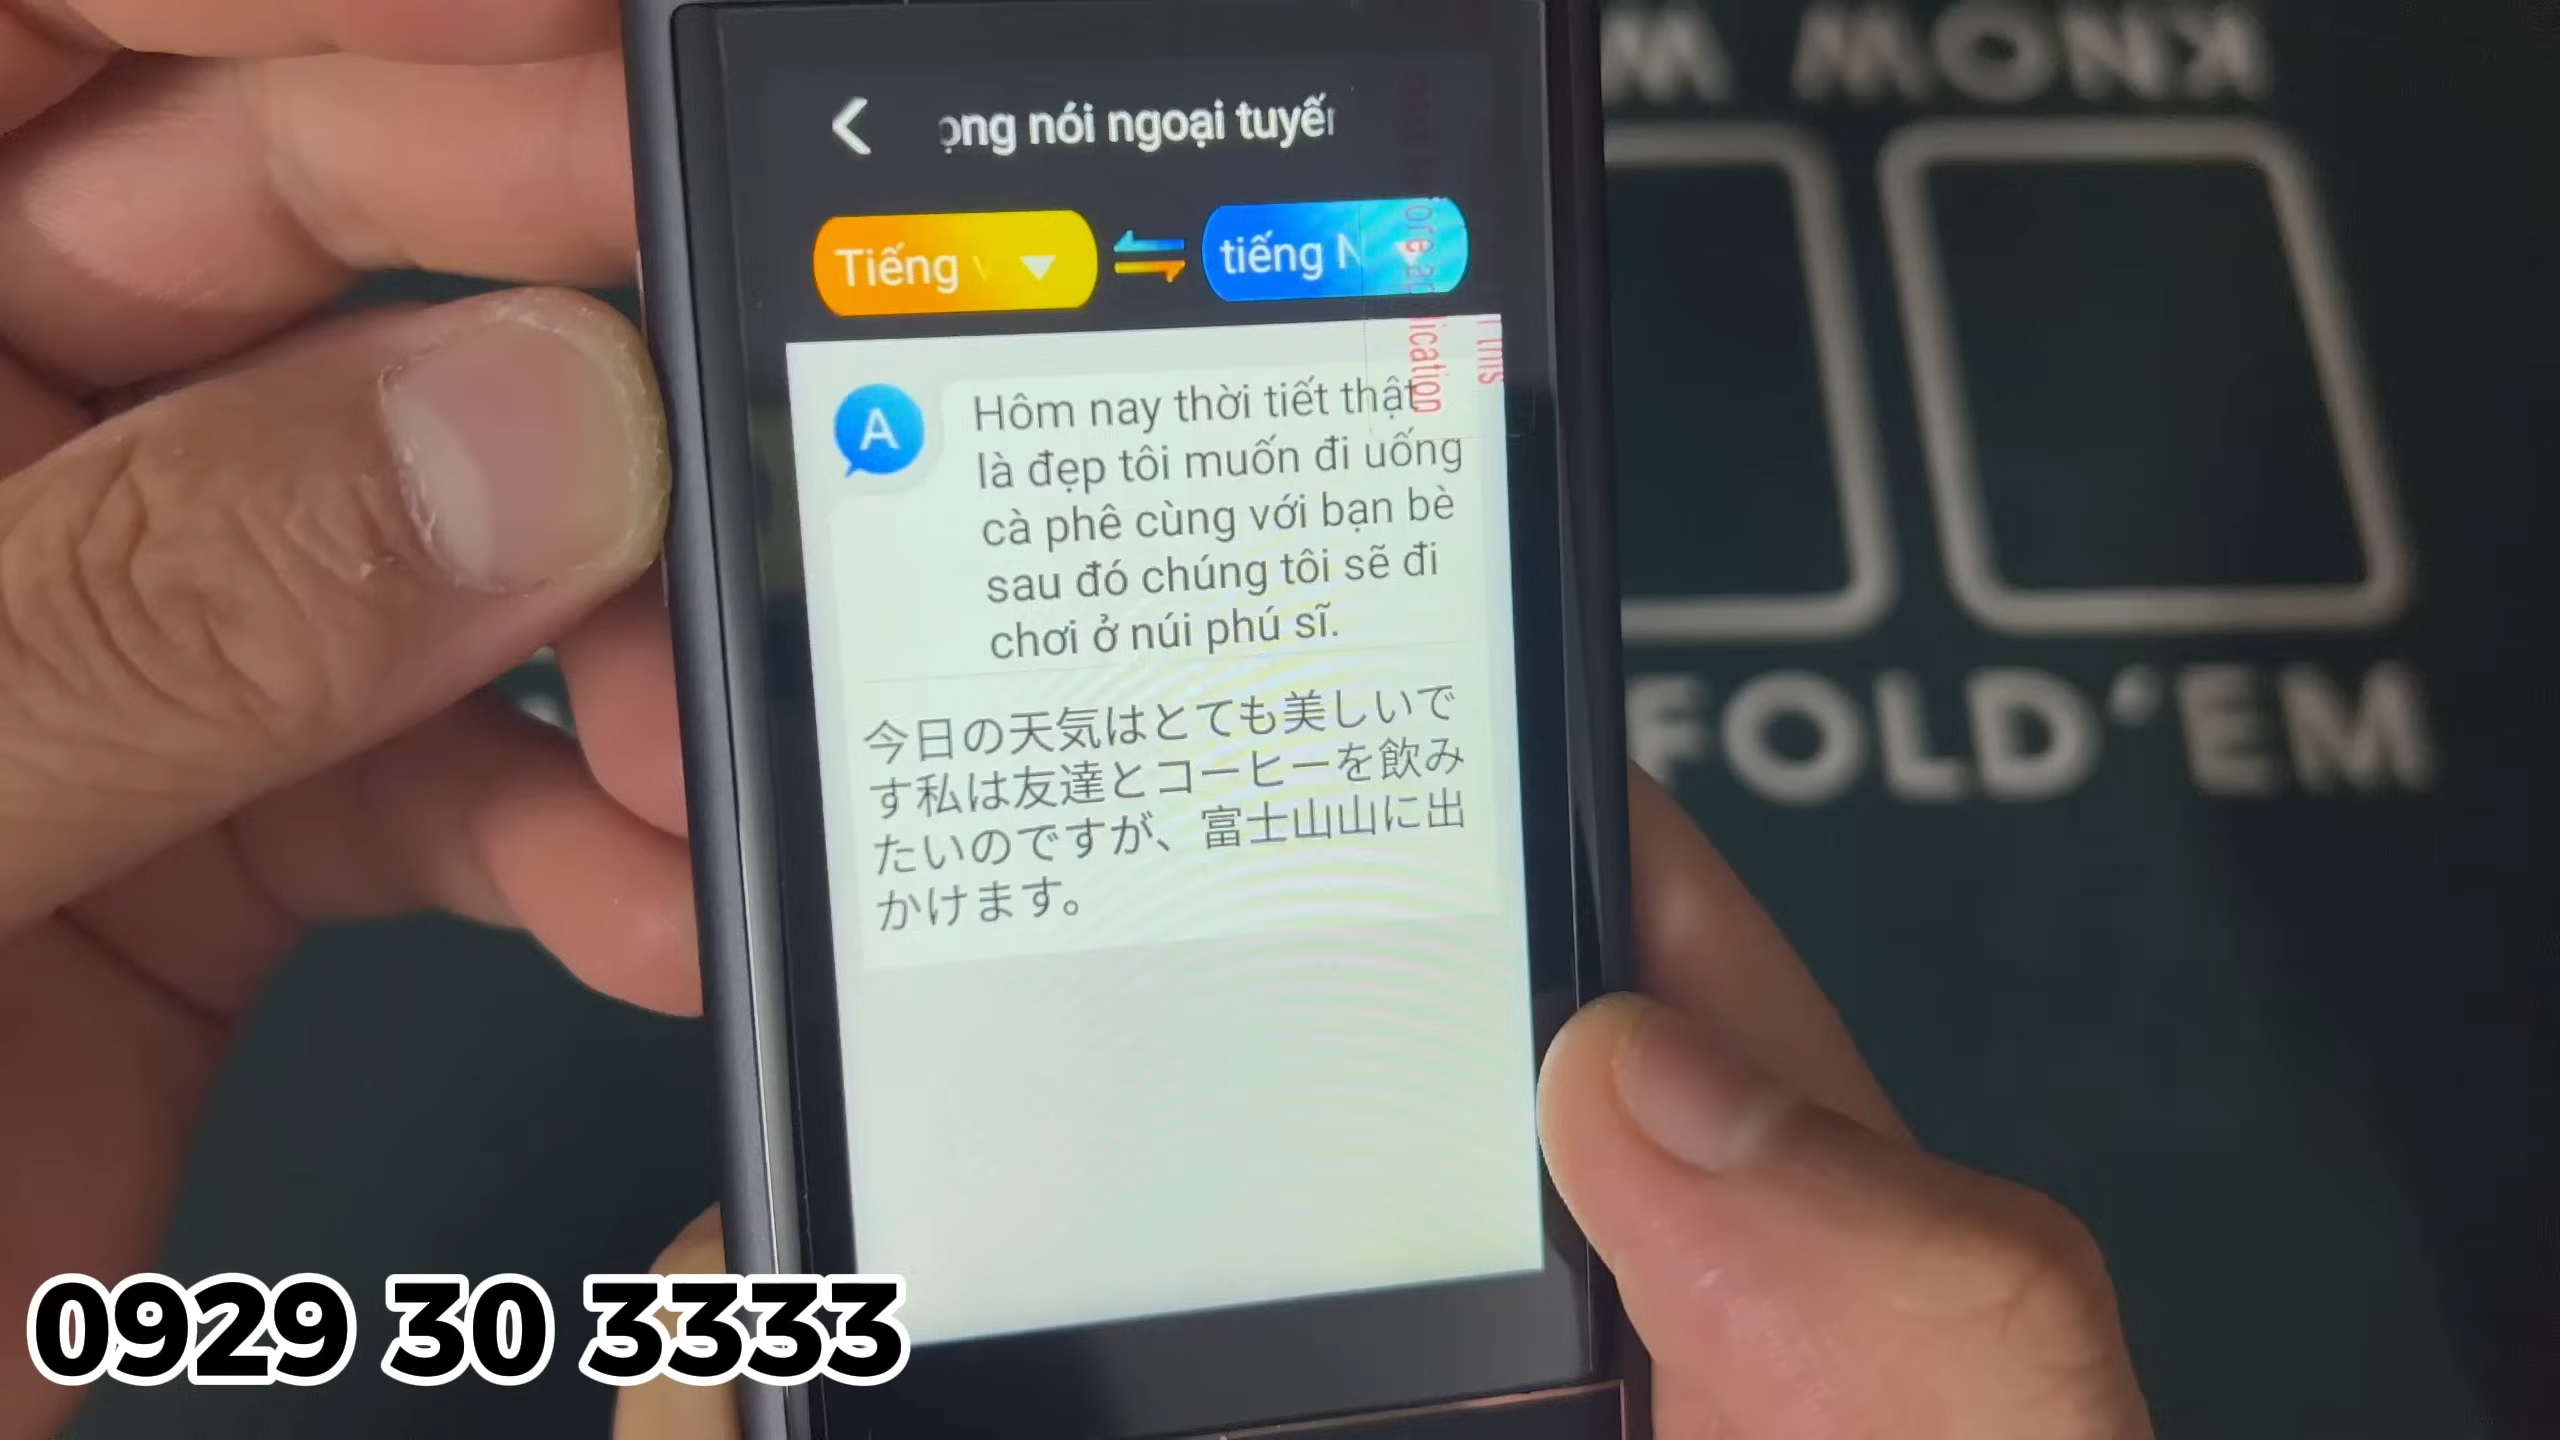 ọng nói ngoại tuyến
Tiếng
tiếng N
Hôm nay thời tiết thật
là đẹp tôi muốn đi uống
cà phê cùng với bạn bè
sau đó chúng tôi sẽ đi
chơi ở núi phú sĩ.
今日の天気はとても美しいで
す私は友達とコーヒーを飲み
たいのですが、富士山山に出
かけます。
A
KNOW
FOLD'EM
this
0929 30 3333